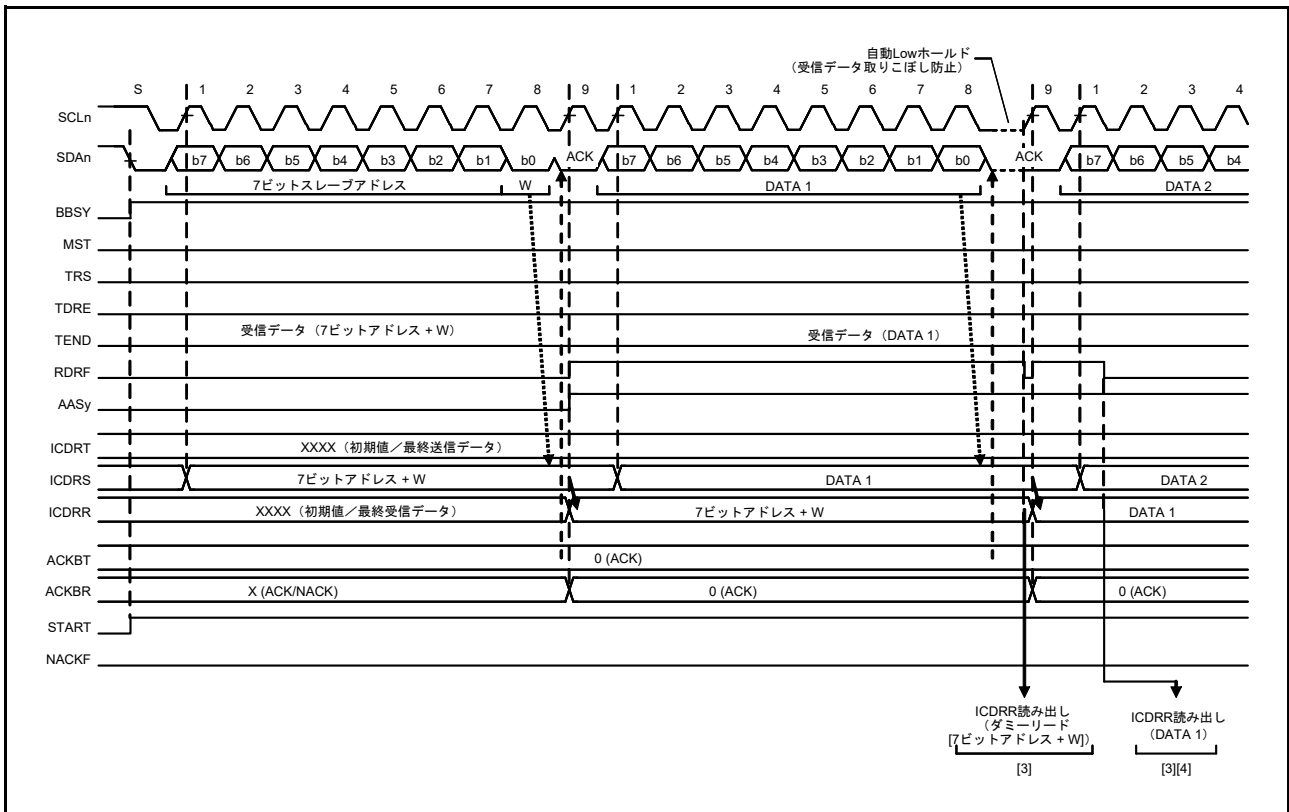 自動Lowホールド
（受信データ取りこぼし防止）
S 1 2 3 4 5 6 7 8 9 1 2 3 4 5 6 7 8 9 1 2 3 4
SCLn
SDAn b7 b6 b5 b4 b3 b2 b1 b0 ACK b7 b6 b5 b4 b3 b2 b1 b0 ACK b7 b6 b5 b4
7ビットスレーブアドレス W DATA 1 DATA 2
BBSY
MST
TRS
TDRE
受信データ（7ビットアドレス + W） 受信データ（DATA 1）
TEND
RDRF
AASy
ICDRT XXXX（初期値／最終送信データ）
ICDRS 7ビットアドレス + W DATA 1 DATA 2
ICDRR XXXX（初期値／最終受信データ） 7ビットアドレス + W DATA 1
ACKBT 0 (ACK)
ACKBR X (ACK/NACK) 0 (ACK) 0 (ACK)
START
NACKF
ICDRR読み出し
（ダミーリード
[7ビットアドレス + W]）
[3]
ICDRR読み出し
（DATA 1）
[3][4]